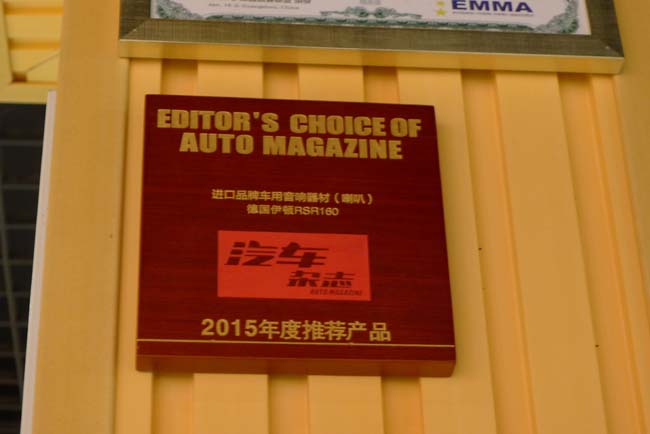 EMMA
EDITOR'S CHOICE OF
AUTO MAGAZINE
进口品牌车用音响器材（喇叭）
德国伊顿RSR160
汽车
杂志
AUTO MAGAZINE
2015年度推荐产品